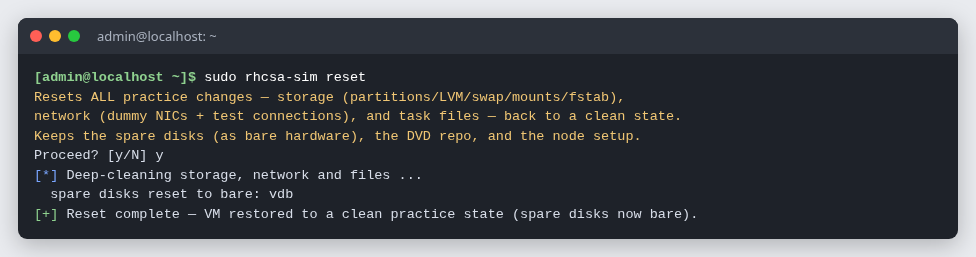 admin@localhost: ~
[admin@localhost ~]$ sudo rhcsa-sim reset
Resets ALL practice changes — storage (partitions/LVM/swap/mounts/fstab),
network (dummy NICs + test connections), and task files — back to a clean state.
Keeps the spare disks (as bare hardware), the DVD repo, and the node setup.
Proceed? [y/N] y
[*] Deep-cleaning storage, network and files ...
  spare disks reset to bare: vdb
[+] Reset complete — VM restored to a clean practice state (spare disks now bare).